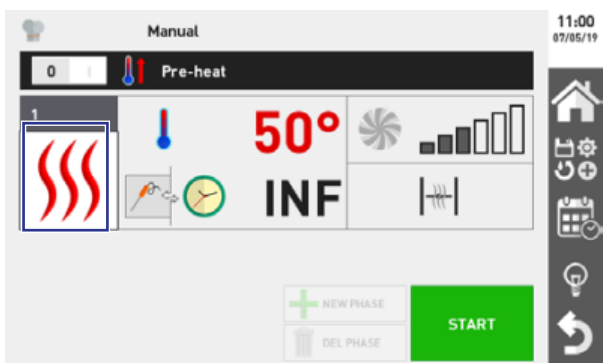 Manual
11:00
07/05/19
0 I Pre-heat
1
50°
INF
NEW PHASE
DEL PHASE
START